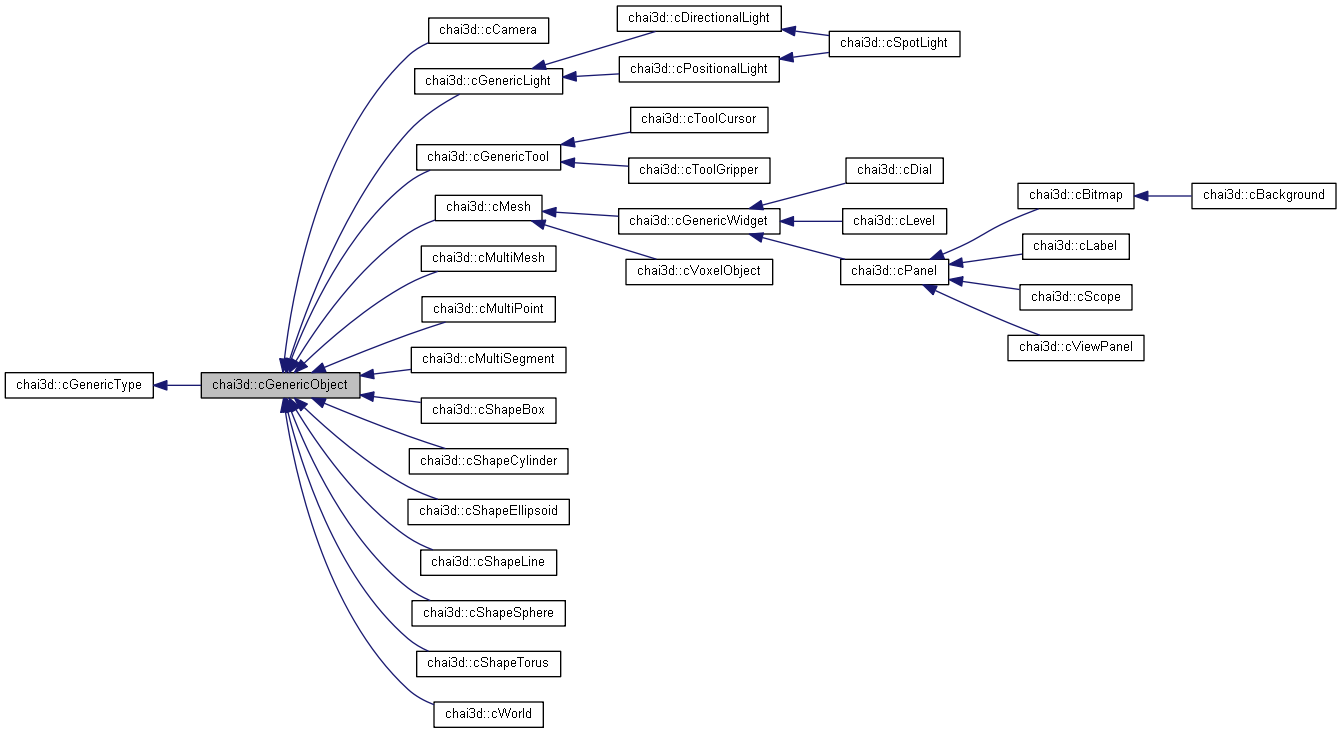 chai3d::cGenericType
chai3d::cGenericObject
chai3d::cCamera
chai3d::cGenericLight
chai3d::cDirectionalLight
chai3d::cPositionalLight
chai3d::cSpotLight
chai3d::cGenericTool
chai3d::cToolCursor
chai3d::cToolGripper
chai3d::cMesh
chai3d::cGenericWidget
chai3d::cVoxelObject
chai3d::cDial
chai3d::cLevel
chai3d::cPanel
chai3d::cBitmap
chai3d::cBackground
chai3d::cLabel
chai3d::cScope
chai3d::cViewPanel
chai3d::cMultiMesh
chai3d::cMultiPoint
chai3d::cMultiSegment
chai3d::cShapeBox
chai3d::cShapeCylinder
chai3d::cShapeEllipsoid
chai3d::cShapeLine
chai3d::cShapeSphere
chai3d::cShapeTorus
chai3d::cWorld